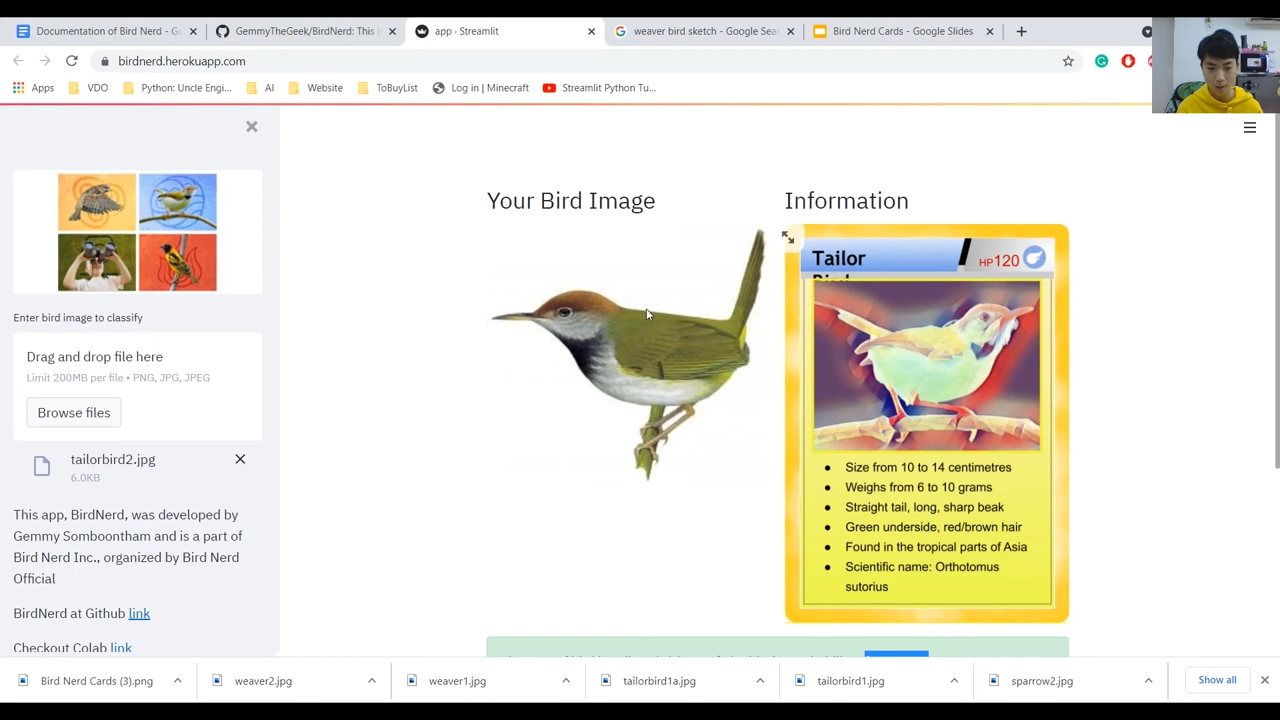 Documentation of Bird Nerd - G
GemmyTheGeek/BirdNerd: This i
app · Streamlit
weaver bird sketch - Google Sea
Bird Nerd Cards - Google Slides
birdnerd.herokuapp.com
Apps
VDO
Python: Uncle Engi...
AI
Website
ToBuyList
Log in | Minecraft
Streamlit Python Tu...
Enter bird image to classify
Drag and drop file here
Limit 200MB per file • PNG, JPG, JPEG
Browse files
tailorbird2.jpg
6.0KB
This app, BirdNerd, was developed by
Gemmy Somboontham and is a part of
Bird Nerd Inc., organized by Bird Nerd
Official
BirdNerd at Github link
Checkout Colab link
Your Bird Image
Information
Tailor
HP120
Bird
• Size from 10 to 14 centimetres
• Weighs from 6 to 10 grams
• Straight tail, long, sharp beak
• Green underside, red/brown hair
• Found in the tropical parts of Asia
• Scientific name: Orthotomus
sutorius
Bird Nerd Cards (3).png
weaver2.jpg
weaver1.jpg
tailorbird1a.jpg
tailorbird1.jpg
sparrow2.jpg
Show all